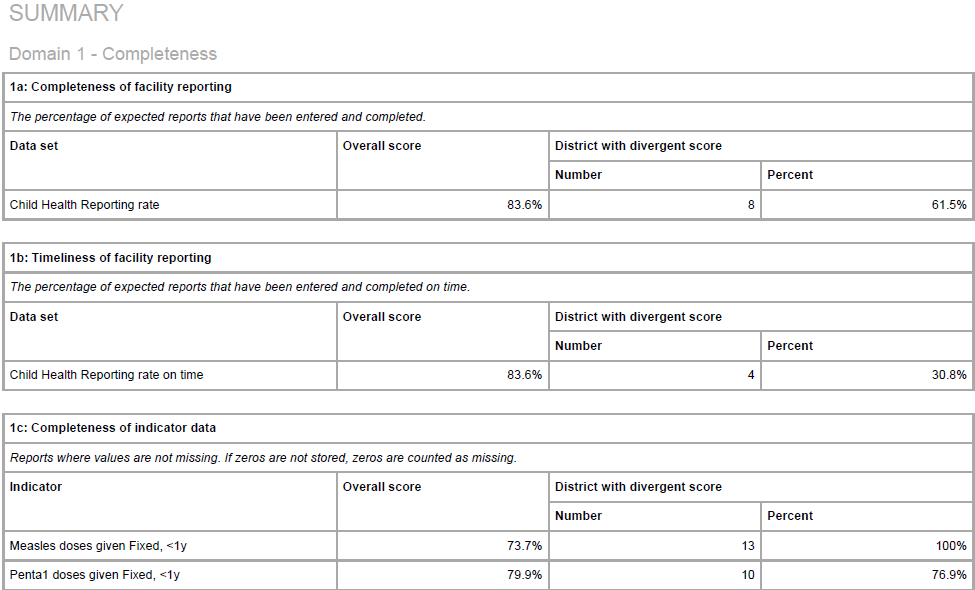 SUMMARY
Domain 1 - Completeness
1a: Completeness of facility reporting
The percentage of expected reports that have been entered and completed.
Data set Overall score District with divergent score
Number Percent
Child Health Reporting rate 83.6% 8 61.5%
1b: Timeliness of facility reporting
The percentage of expected reports that have been entered and completed on time.
Data set Overall score District with divergent score
Number Percent
Child Health Reporting rate on time 83.6% 4 30.8%
1c: Completeness of indicator data
Reports where values are not missing. If zeros are not stored, zeros are counted as missing.
Indicator Overall score District with divergent score
Number Percent
Measles doses given Fixed, <1y 73.7% 13 100%
Penta1 doses given Fixed, <1y 79.9% 10 76.9%